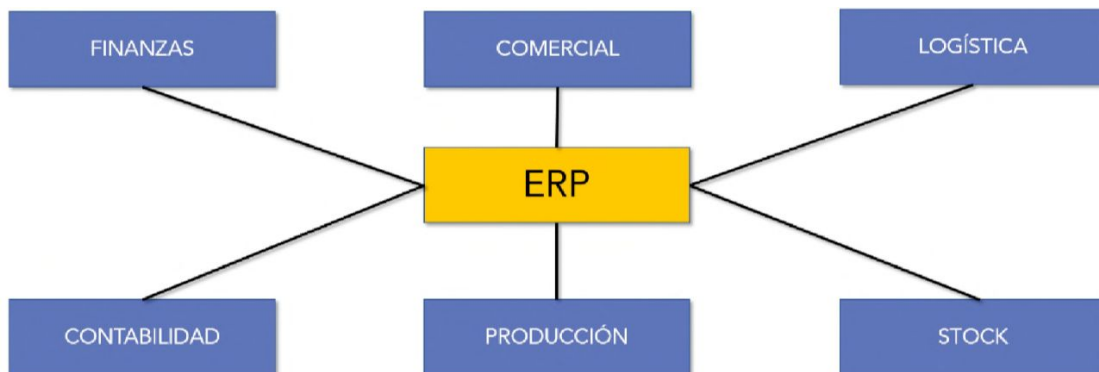 FINANZAS
COMERCIAL
LOGÍSTICA
ERP
CONTABILIDAD
PRODUCCIÓN
STOCK